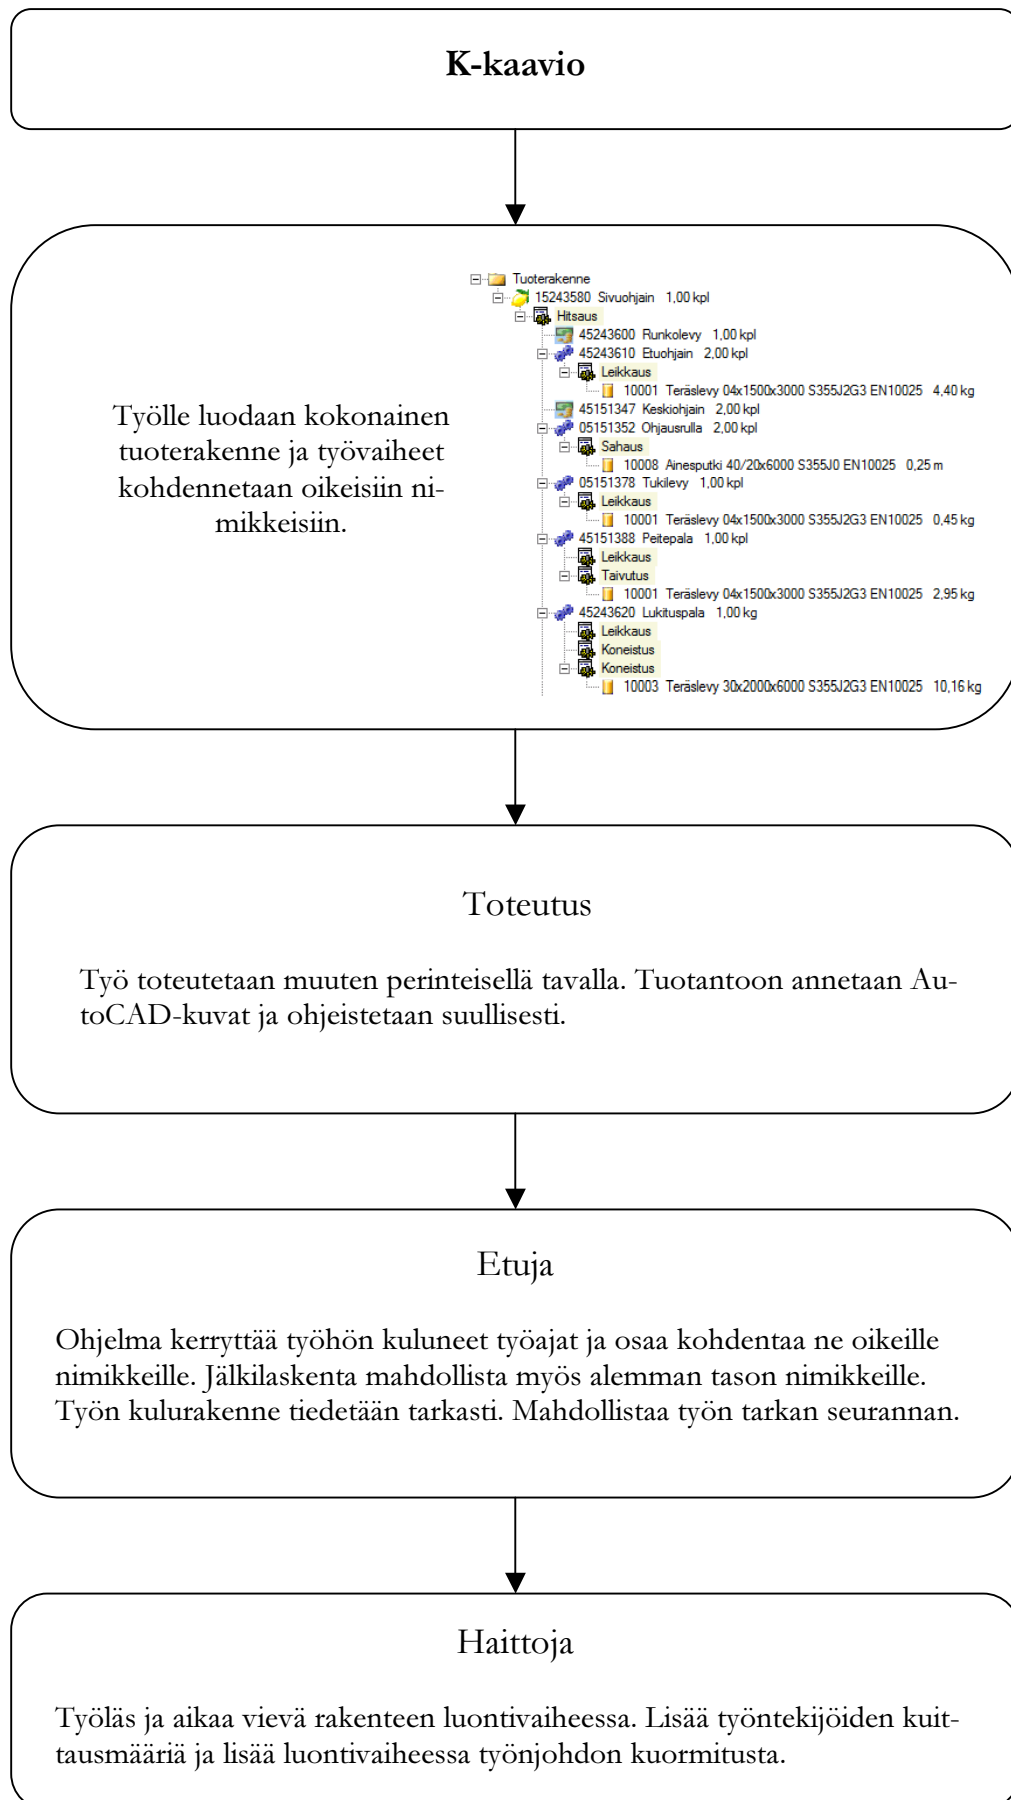 K-kaavio
Työlle luodaan kokonainen
tuoterakenne ja työvaiheet
kohdennetaan oikeisiin ni-
mikkeisiin.
Tuoterakenne
15243580 Sivuohjain 1,00 kpl
Hitsaus
45243600 Runkolevy 1,00 kpl
45243610 Etuohjain 2,00 kpl
Leikkaus
10001 Teräslevy 04x1500x3000 S355J2G3 EN10025 4,40 kg
45151347 Keskiohjain 2,00 kpl
05151352 Ohjausrulla 2,00 kpl
Sahaus
10008 Ainesputki 40/20x6000 S355J0 EN10025 0,25 m
05151378 Tukilevy 1,00 kpl
Leikkaus
10001 Teräslevy 04x1500x3000 S355J2G3 EN10025 0,45 kg
45151388 Peitepala 1,00 kpl
Leikkaus
Taivutus
10001 Teräslevy 04x1500x3000 S355J2G3 EN10025 2,95 kg
45243620 Lukituspala 1,00 kg
Leikkaus
Koneistus
Koneistus
10003 Teräslevy 30x2000x6000 S355J2G3 EN10025 10,16 kg
Toteutus
Työ toteutetaan muuten perinteisellä tavalla. Tuotantoon annetaan Au-
toCAD-kuvat ja ohjeistetaan suullisesti.
Etuja
Ohjelma kerryttää työhön kuluneet työajat ja osaa kohdentaa ne oikeille
nimikkeille. Jälkilaskenta mahdollista myös alemman tason nimikkeille.
Työn kulurakenne tiedetään tarkasti. Mahdollistaa työn tarkan seurannan.
Haittoja
Työläs ja aikaa vievä rakenteen luontivaiheessa. Lisää työntekijöiden kuit-
tausmääriä ja lisää luontivaiheessa työnjohdon kuormitusta.